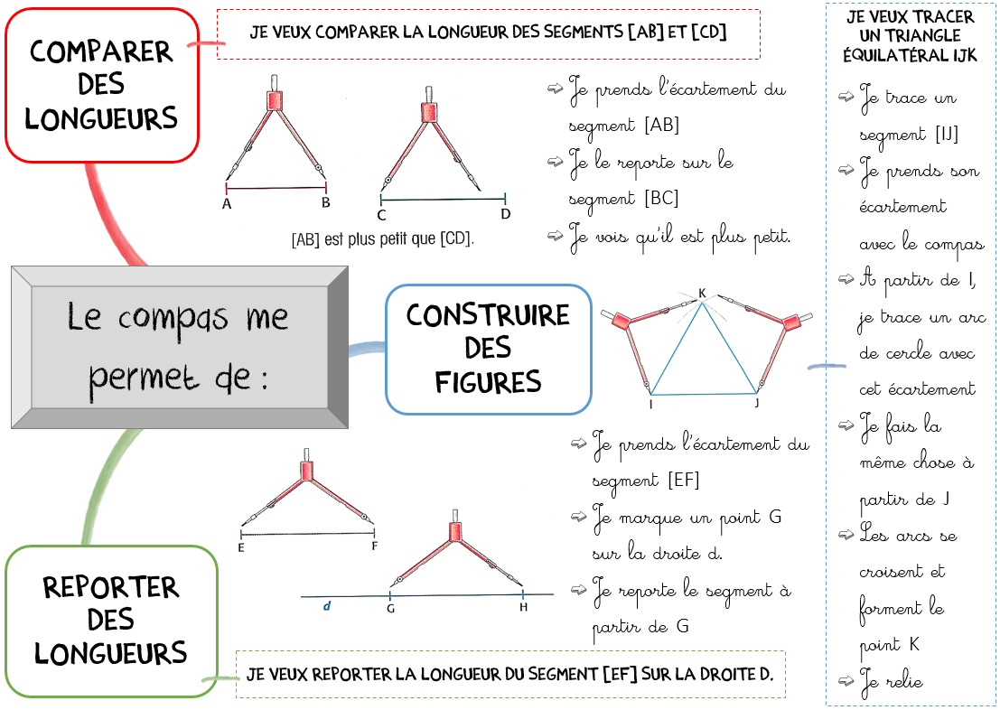 COMPARER
DES
LONGUEURS
JE VEUX COMPARER LA LONGUEUR DES SEGMENTS [AB] ET [CD]
A
B
C
D
[AB] est plus petit que [CD].
⇨ Je prends l'écartement du
segment [AB]
⇨ Je le reporte sur le
segment [BC]
⇨ Je vois qu'il est plus petit.
Le compas me
permet de :
CONSTRUIRE
DES
FIGURES
K
I
J
JE VEUX TRACER
UN TRIANGLE
ÉQUILATÉRAL IJK
⇨ Je trace un
segment [IJ]
⇨ Je prends son
écartement
avec le compas
⇨ A partir de I,
je trace un arc
de cercle avec
cet écartement
⇨ Je fais la
même chose à
partir de J
⇨ Les arcs se
croisent et
forment le
point K
⇨ Je relie
REPORTER
DES
LONGUEURS
E
F
d
G
H
⇨ Je prends l'écartement du
segment [EF]
⇨ Je marque un point G
sur la droite d.
⇨ Je reporte le segment à
partir de G
JE VEUX REPORTER LA LONGUEUR DU SEGMENT [EF] SUR LA DROITE D.